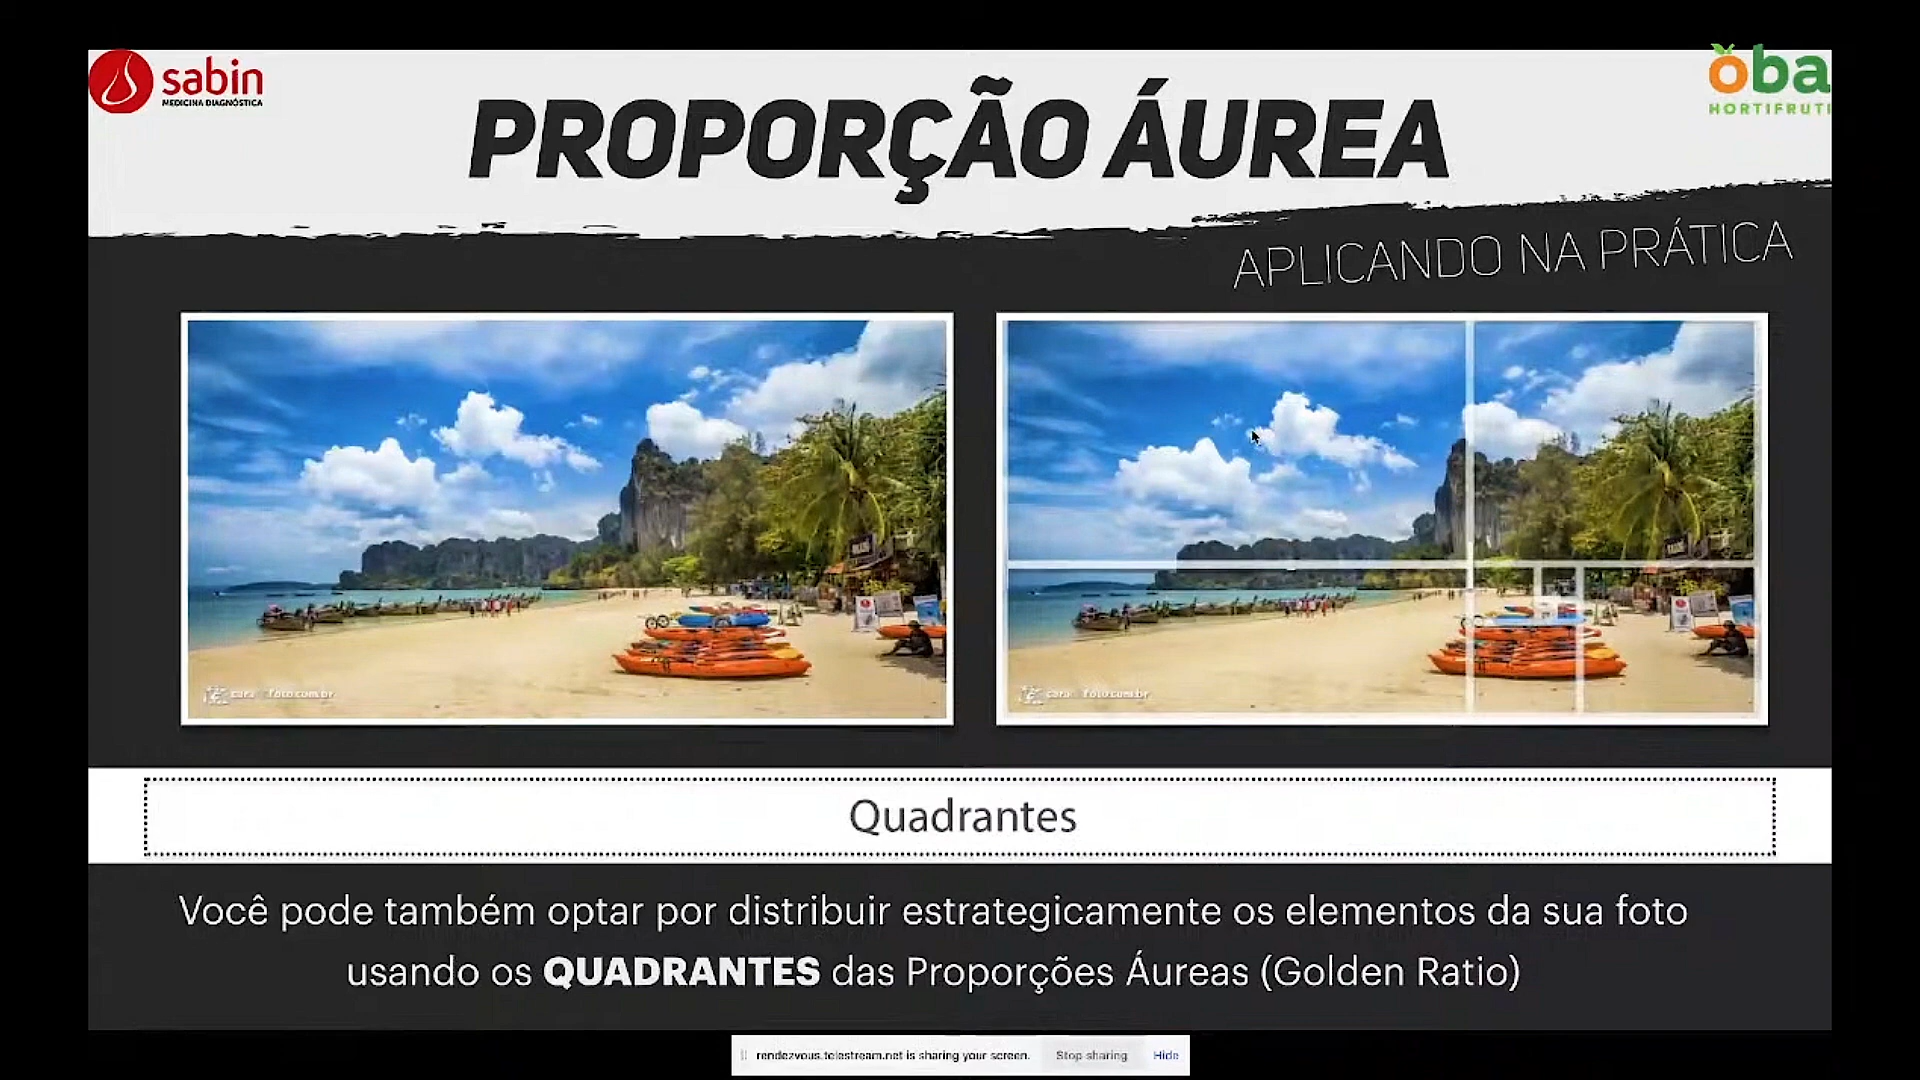 sabin
MEDICINA DIAGNÓSTICA
oba
HORTIFRUTI
PROPORÇÃO ÁUREA
APLICANDO NA PRÁTICA
Quadrantes
Você pode também optar por distribuir estrategicamente os elementos da sua foto
usando os QUADRANTES das Proporções Áureas (Golden Ratio)
rendezvous.telestream.net is sharing your screen. Stop sharing Hide